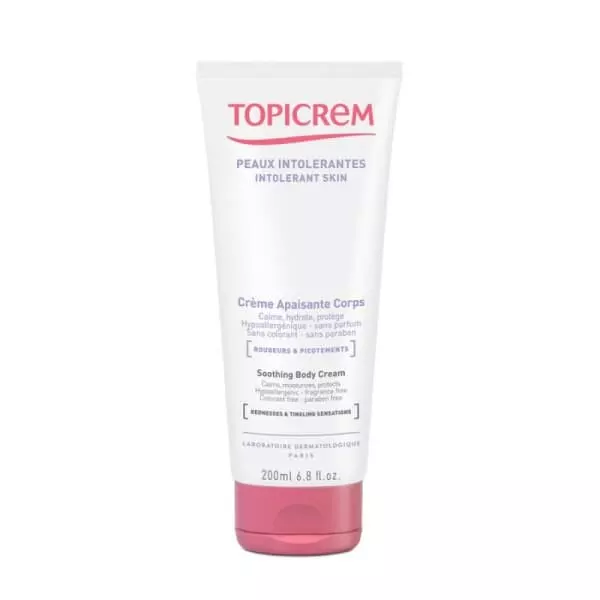 TOPICREM
PEAUX INTOLERANTES
INTOLERANT SKIN
Crème Apaisante Corps
Calme, hydrate, protège
Hypoallergénique - sans parfum
Sans colorant - sans paraben
[ ROUGEURS & PICOTEMENTS ]
Soothing Body Cream
Calms, moisturizes, protects
Hypoallergenic - fragrance free
Colorant free - paraben free
[ REDNESSES & TINGLING SENSATIONS ]
LABORATOIRE DERMATOLOGIQUE
PARIS
200ml 6.8 fl.oz.